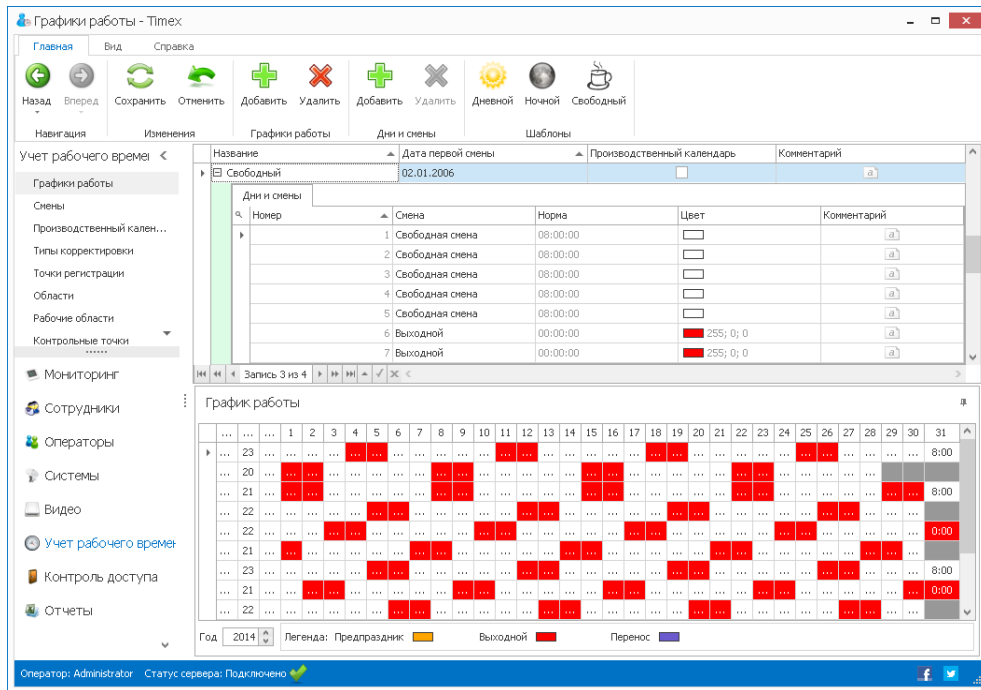 Графики работы - Timex
Главная Вид Справка
Назад Вперед Сохранить Отменить Добавить Удалить Добавить Удалить Дневной Ночной Свободный
Навигация Изменения Графики работы Дни и смены Шаблоны
Учет рабочего времег
Графики работы
Смены
Производственный кален...
Типы корректировки
Точки регистрации
Области
Рабочие области
Контрольные точки
Мониторинг
Сотрудники
Операторы
Системы
Видео
Учет рабочего времен
Контроль доступа
Отчеты
Название Дата первой смены Производственный календарь Комментарий
Свободный 02.01.2006 a
Дни и смены
Номер Смена Норма Цвет Комментарий
1 Свободная смена 08:00:00 a
2 Свободная смена 08:00:00 a
3 Свободная смена 08:00:00 a
4 Свободная смена 08:00:00 a
5 Свободная смена 08:00:00 a
6 Выходной 00:00:00 255; 0; 0 a
7 Выходной 00:00:00 255; 0; 0 a
Запись 3 из 4
График работы
... ... ... 1 2 3 4 5 6 7 8 9 10 11 12 13 14 15 16 17 18 19 20 21 22 23 24 25 26 27 28 29 30 31
... 23 ... ... ... ... ... ... ... ... ... ... ... ... ... ... ... ... ... ... ... ... ... ... ... ... ... ... ... ... ... ... ... 8:00
... 20 ... ... ... ... ... ... ... ... ... ... ... ... ... ... ... ... ... ... ... ... ... ... ... ... ... ... ... ... ... ...
... 21 ... ... ... ... ... ... ... ... ... ... ... ... ... ... ... ... ... ... ... ... ... ... ... ... ... ... ... ... ... ... ... 8:00
... 22 ... ... ... ... ... ... ... ... ... ... ... ... ... ... ... ... ... ... ... ... ... ... ... ... ... ... ... ... ... ... ...
... 22 ... ... ... ... ... ... ... ... ... ... ... ... ... ... ... ... ... ... ... ... ... ... ... ... ... ... ... ... ... ... ... 0:00
... 21 ... ... ... ... ... ... ... ... ... ... ... ... ... ... ... ... ... ... ... ... ... ... ... ... ... ... ... ... ... ... ...
... 23 ... ... ... ... ... ... ... ... ... ... ... ... ... ... ... ... ... ... ... ... ... ... ... ... ... ... ... ... ... ... ... 8:00
... 21 ... ... ... ... ... ... ... ... ... ... ... ... ... ... ... ... ... ... ... ... ... ... ... ... ... ... ... ... ... ... ... 0:00
... 22 ... ... ... ... ... ... ... ... ... ... ... ... ... ... ... ... ... ... ... ... ... ... ... ... ... ... ... ... ... ... ...
Год 2014 Легенда: Предпраздник Выходной Перенос
Оператор: Administrator Статус сервера: Подключено